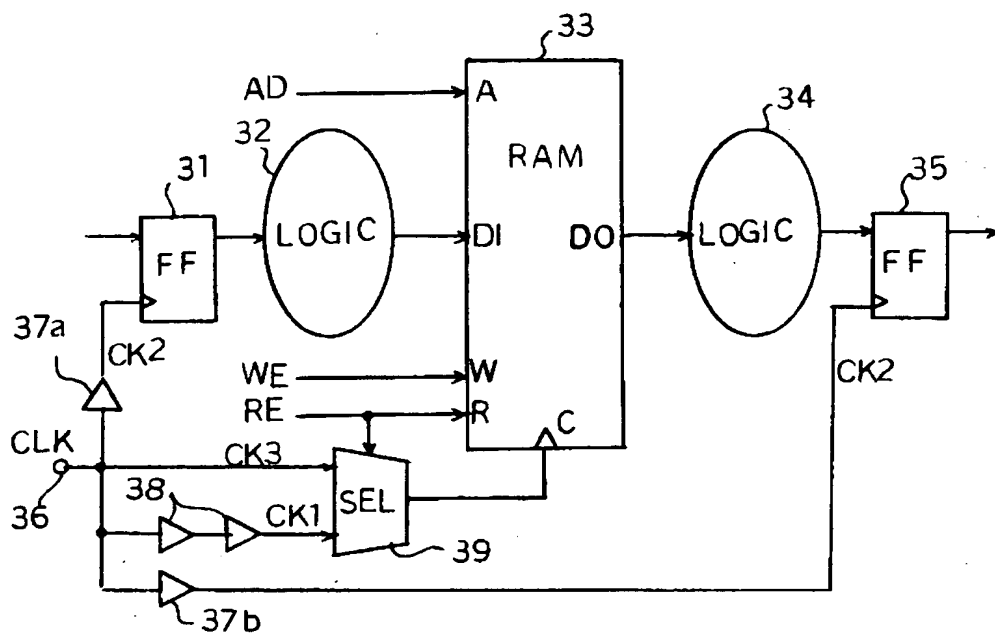 33
AD
A
34
32
RAM
31
35
LOGIC
DI
DO
LOGIC
FF
FF
37a
CK2
WE
W
CK2
RE
R
C
CLK
CK3
36
38
CK1
SEL
39
37b